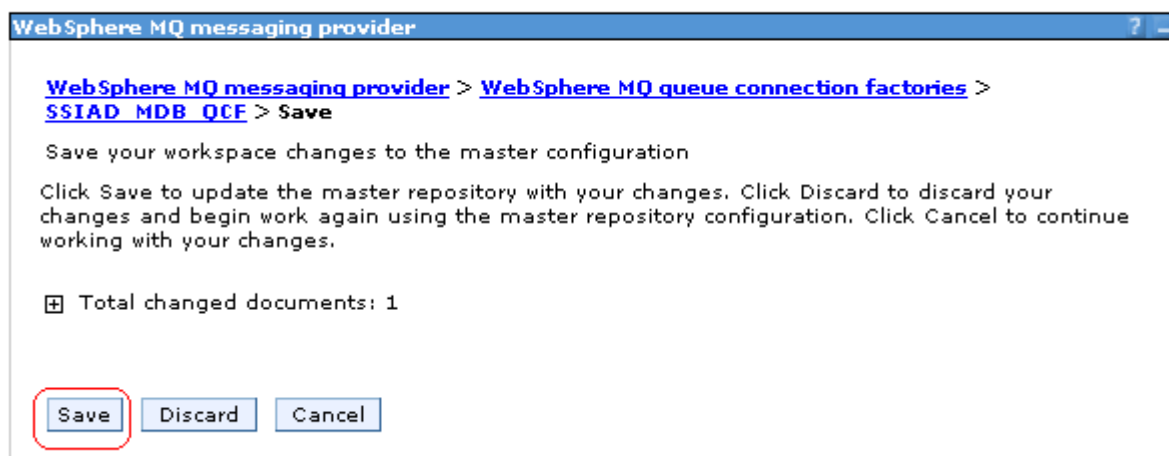 WebSphere MQ messaging provider ? –
WebSphere MQ messaging provider > WebSphere MQ queue connection factories >
SSIAD_MDB_QCF > Save
Save your workspace changes to the master configuration
Click Save to update the master repository with your changes. Click Discard to discard your
changes and begin work again using the master repository configuration. Click Cancel to continue
working with your changes.
+ Total changed documents: 1
Save Discard Cancel